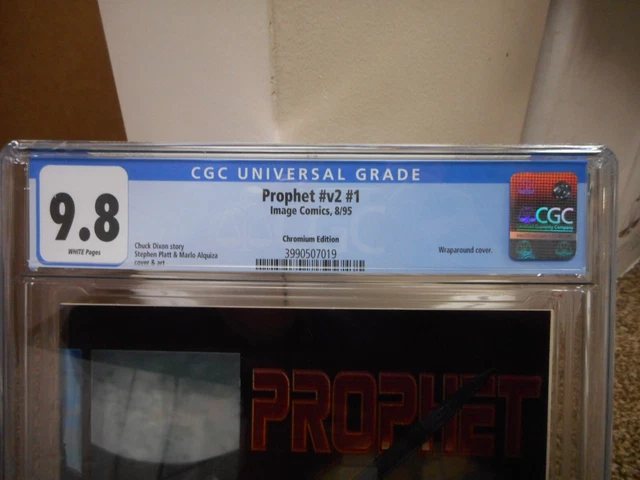 CGC UNIVERSAL GRADE
9.8
WHITE Pages
Prophet #v2 #1
Image Comics, 8/95
Chromium Edition
3990507019
Chuck Dixon story
Stephen Platt & Marlo Alquiza
cover & art
Wraparound cover.
CGC
PROPHET